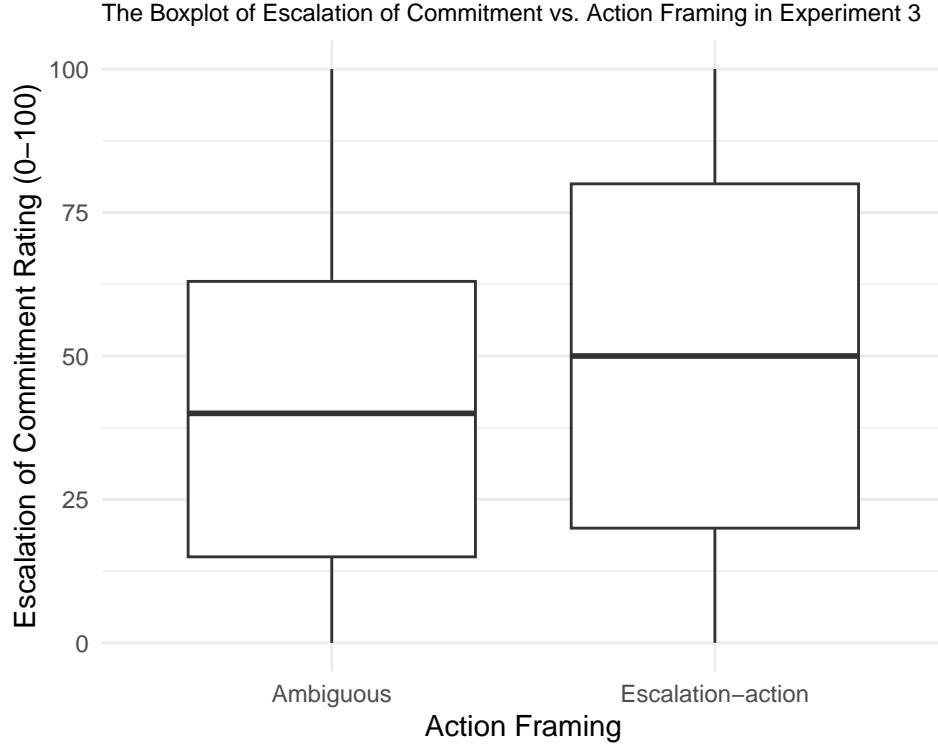 The Boxplot of Escalation of Commitment vs. Action Framing in Experiment 3
Escalation of Commitment Rating (0−100)
100
75
50
25
0
Ambiguous
Escalation−action
Action Framing